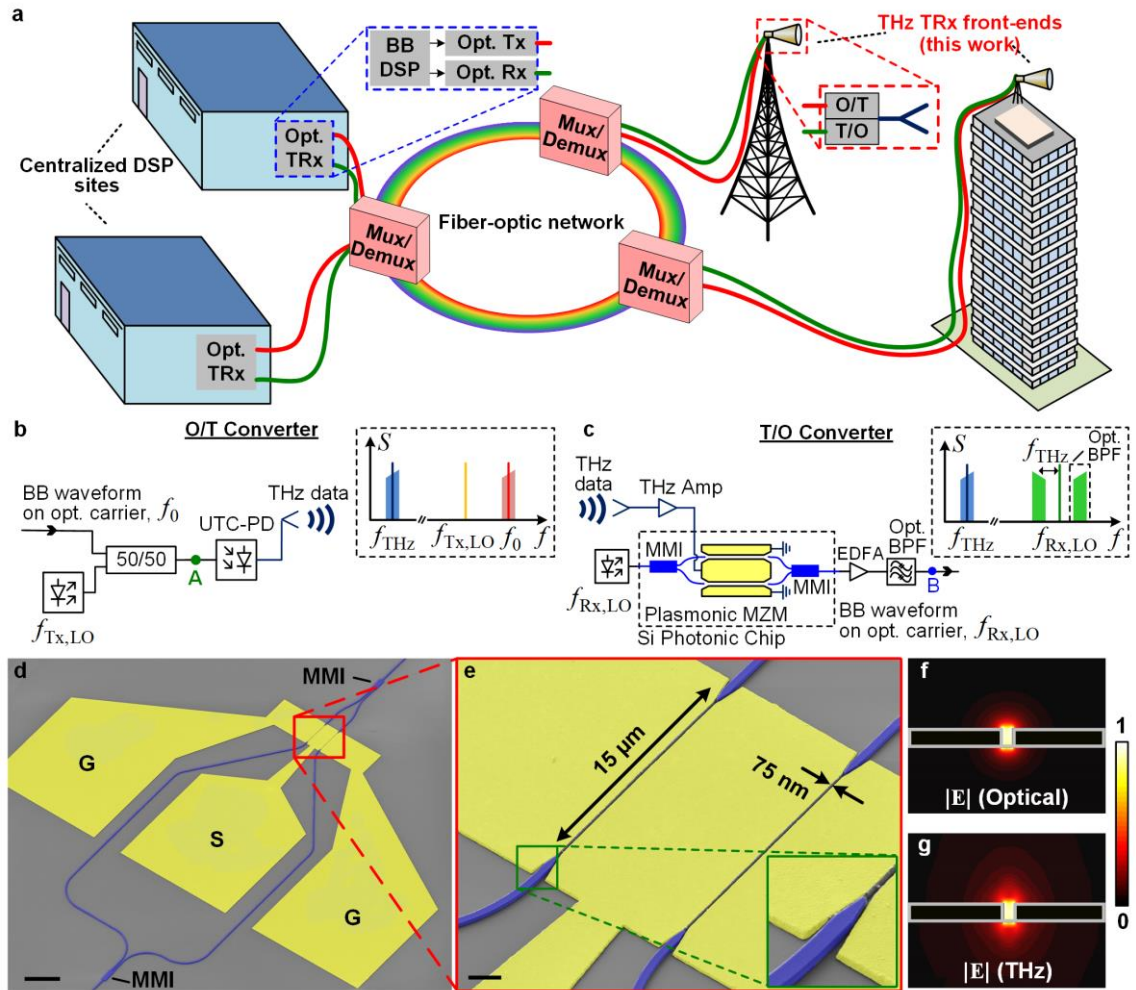 a
BB
DSP
Opt. Tx
Opt. Rx
THz TRx front-ends
(this work)
O/T
T/O
Mux/
Demux
Opt.
TRx
Centralized DSP
sites
Fiber-optic network
Mux/
Demux
Mux/
Demux
Opt.
TRx
b
O/T Converter
BB waveform
on opt. carrier, f0
50/50
A
UTC-PD
THz data
fTx,LO
S
fTHz
fTx,LO
f0
f
c
T/O Converter
THz
data
THz Amp
MMI
MMI
fRx,LO
Plasmonic MZM
Si Photonic Chip
EDFA
Opt.
BPF
B
BB waveform
on opt. carrier, fRx,LO
S
fTHz
Opt.
BPF
fTHz
fRx,LO
f
d
MMI
G
S
G
MMI
e
15 µm
75 nm
f
|E| (Optical)
g
|E| (THz)
1
0